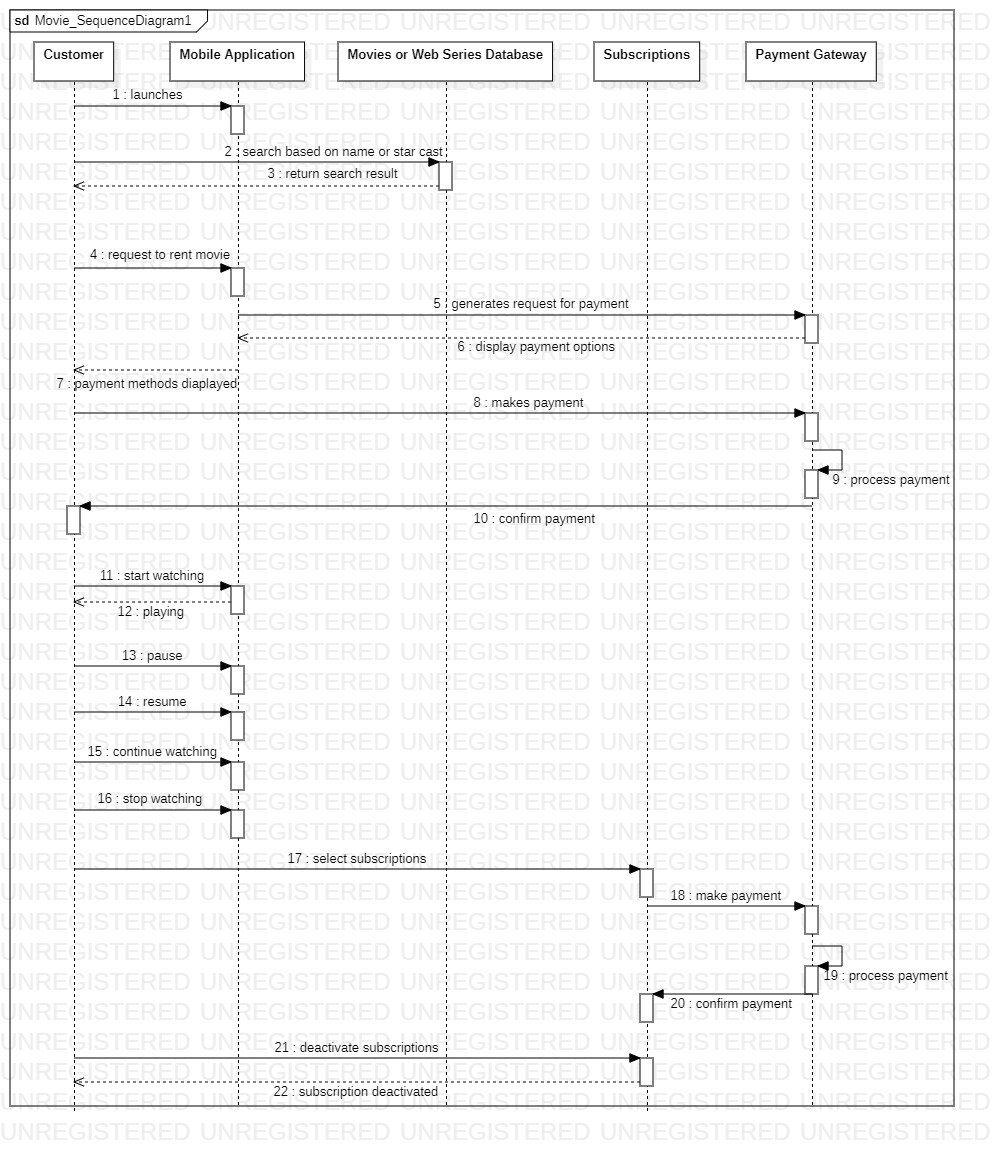 sd Movie_SequenceDiagram1
Customer
Mobile Application
Movies or Web Series Database
Subscriptions
Payment Gateway
1 : launches
2 : search based on name or star cast
3 : return search result
4 : request to rent movie
5 : generates request for payment
6 : display payment options
7 : payment methods diaplayed
8 : makes payment
9 : process payment
10 : confirm payment
11 : start watching
12 : playing
13 : pause
14 : resume
15 : continue watching
16 : stop watching
17 : select subscriptions
18 : make payment
19 : process payment
20 : confirm payment
21 : deactivate subscriptions
22 : subscription deactivated
UNREGISTERED UNREGISTERED UNREGISTERED UNREGISTERED UNREGISTERED